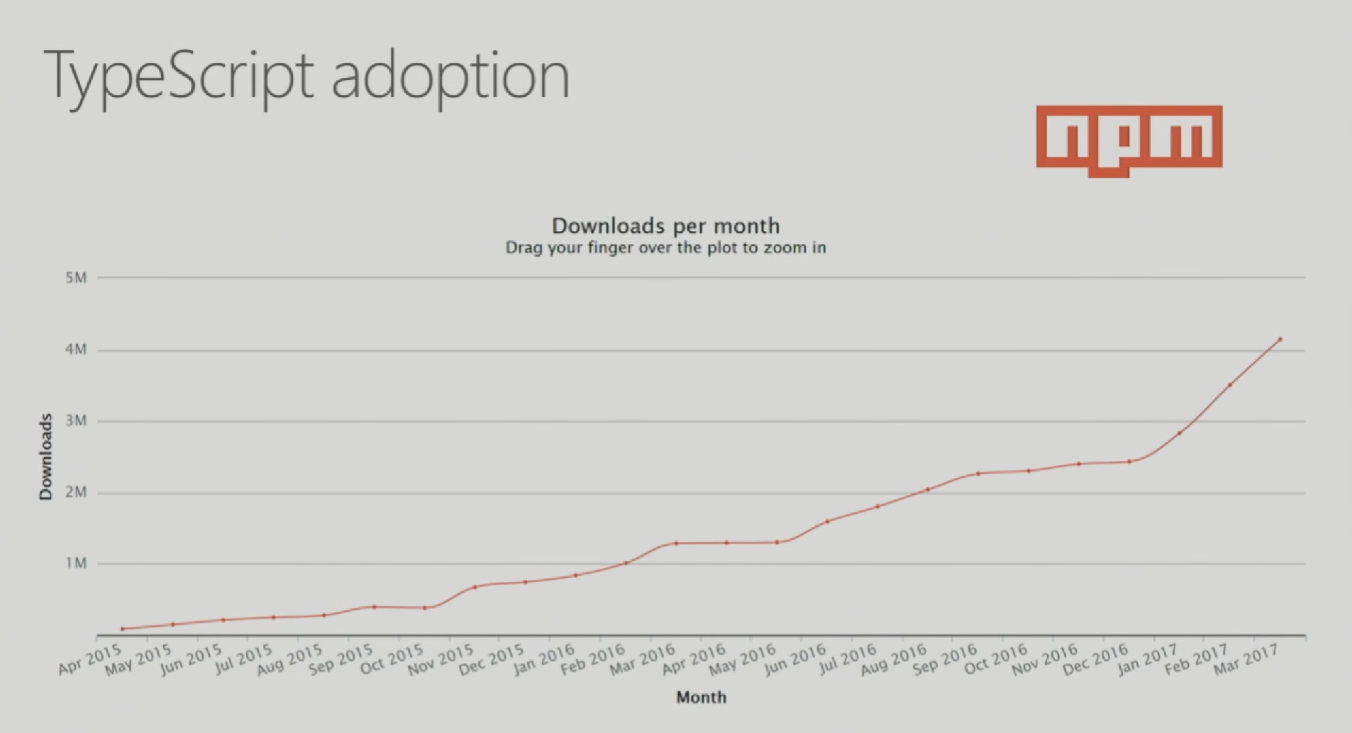 TypeScript adoption
npm
Downloads per month
Drag your finger over the plot to zoom in
5M
4M
3M
2M
1M
Downloads
Apr 2015
May 2015
Jun 2015
Jul 2015
Aug 2015
Sep 2015
Oct 2015
Nov 2015
Dec 2015
Jan 2016
Feb 2016
Mar 2016
Apr 2016
May 2016
Jun 2016
Jul 2016
Aug 2016
Sep 2016
Oct 2016
Nov 2016
Dec 2016
Jan 2017
Feb 2017
Mar 2017
Month